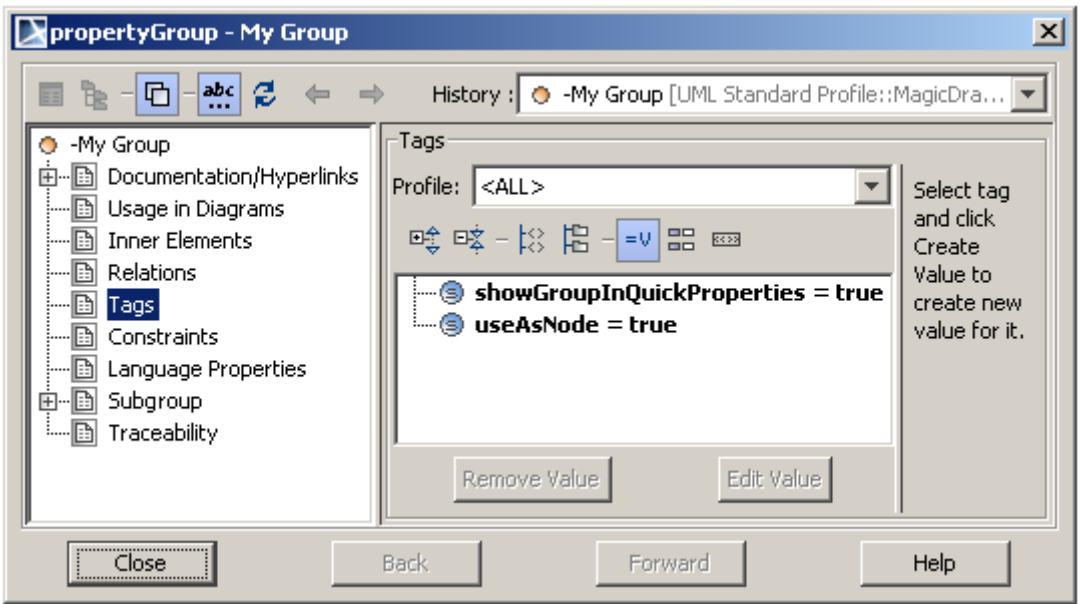 propertyGroup - My Group
abc
History : -My Group [UML Standard Profile::MagicDra...
-My Group
Documentation/Hyperlinks
Usage in Diagrams
Inner Elements
Relations
Tags
Constraints
Language Properties
Subgroup
Traceability
Tags
Profile: <ALL>
=V
showGroupInQuickProperties = true
useAsNode = true
Remove Value
Edit Value
Select tag
and click
Create
Value to
create new
value for it.
Close
Back
Forward
Help